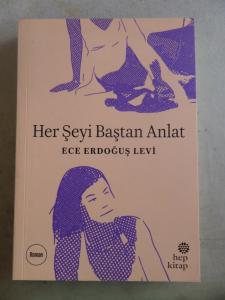 Her Şeyi Baştan Anlat
ECE ERDOĞUŞ LEVİ
Roman
hep
kitap